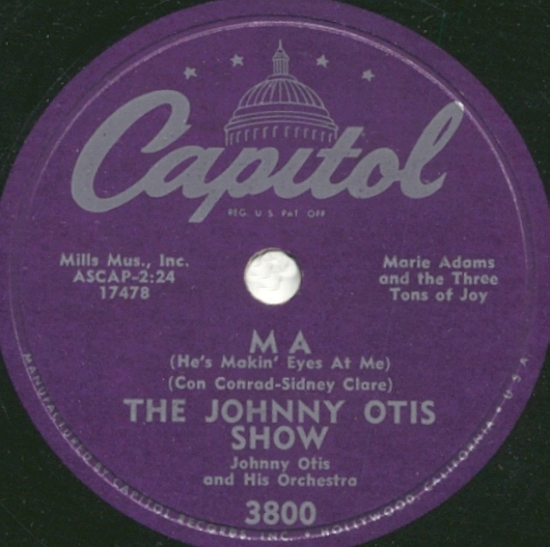 Capitol
REG. U.S. PAT. OFF
Mills Mus., Inc.
ASCAP-2:24
17478
Marie Adams
and the Three
Tons of Joy
MA
(He's Makin' Eyes At Me)
(Con Conrad-Sidney Clare)
THE JOHNNY OTIS
SHOW
Johnny Otis
and His Orchestra
3800
MANUFACTURED BY CAPITOL RECORDS, INC. • HOLLYWOOD, CALIFORNIA • U.S.A.